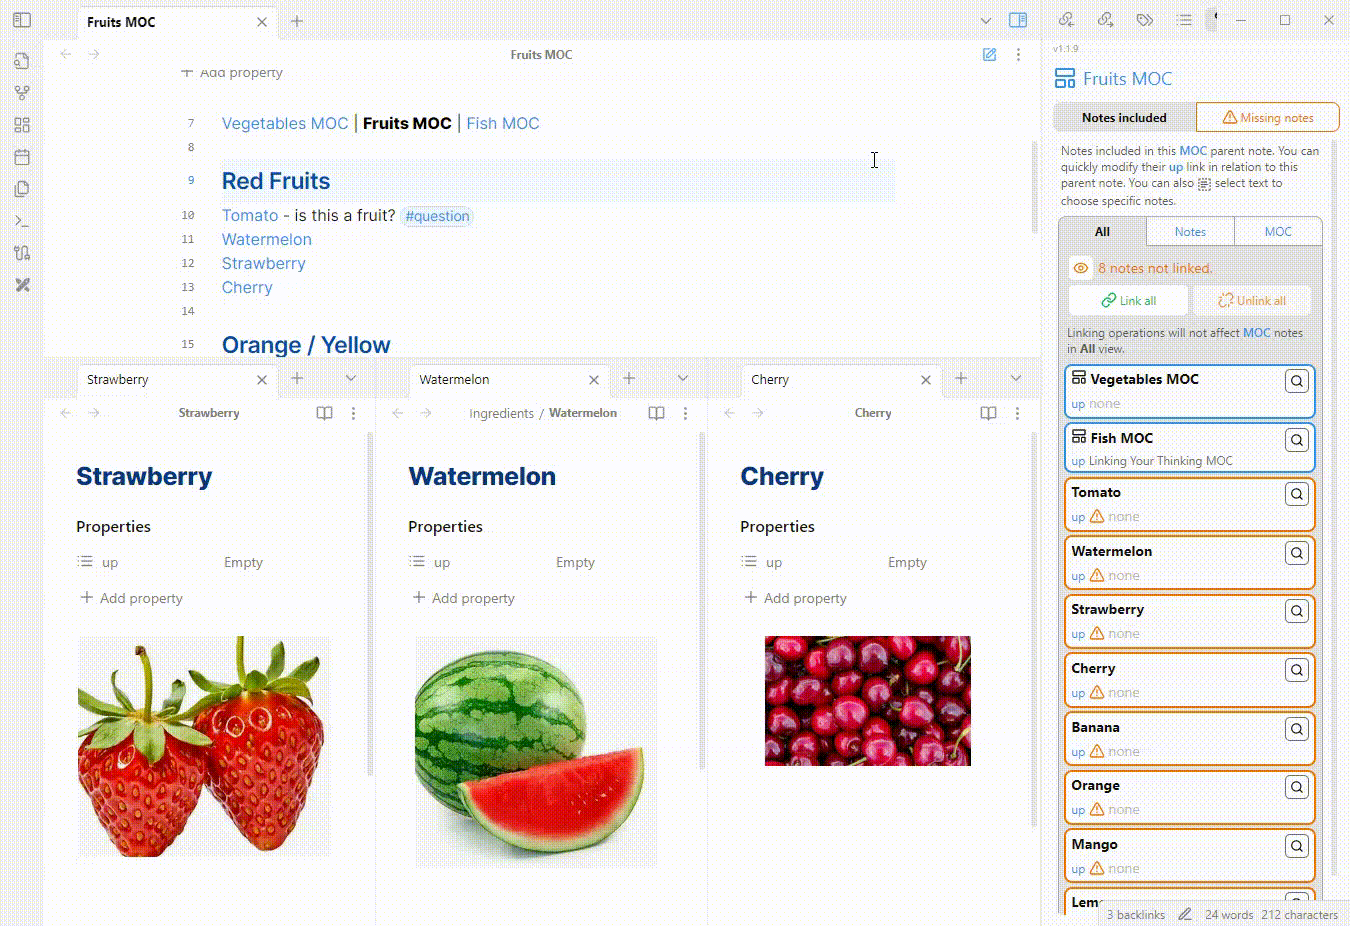 Fruits MOC
Fruits MOC
Add property
7 Vegetables MOC | Fruits MOC | Fish MOC
8
9 Red Fruits
10 Tomato - is this a fruit? #question
11 Watermelon
12 Strawberry
13 Cherry
14
15 Orange / Yellow
Strawberry
Strawberry
Strawberry
Properties
up Empty
Add property
Watermelon
Ingredients / Watermelon
Watermelon
Properties
up Empty
Add property
Cherry
Cherry
Cherry
Properties
up Empty
Add property
v1.1.9
Fruits MOC
Notes included
Missing notes
Notes included in this MOC parent note. You can
quickly modify their up link in relation to this
parent note. You can also select text to
choose specific notes.
All Notes MOC
8 notes not linked.
Link all Unlink all
Linking operations will not affect MOC notes
in All view.
Vegetables MOC
up none
Fish MOC
up Linking Your Thinking MOC
Tomato
up none
Watermelon
up none
Strawberry
up none
Cherry
up none
Banana
up none
Orange
up none
Mango
up none
3 backlinks 24 words 212 characters